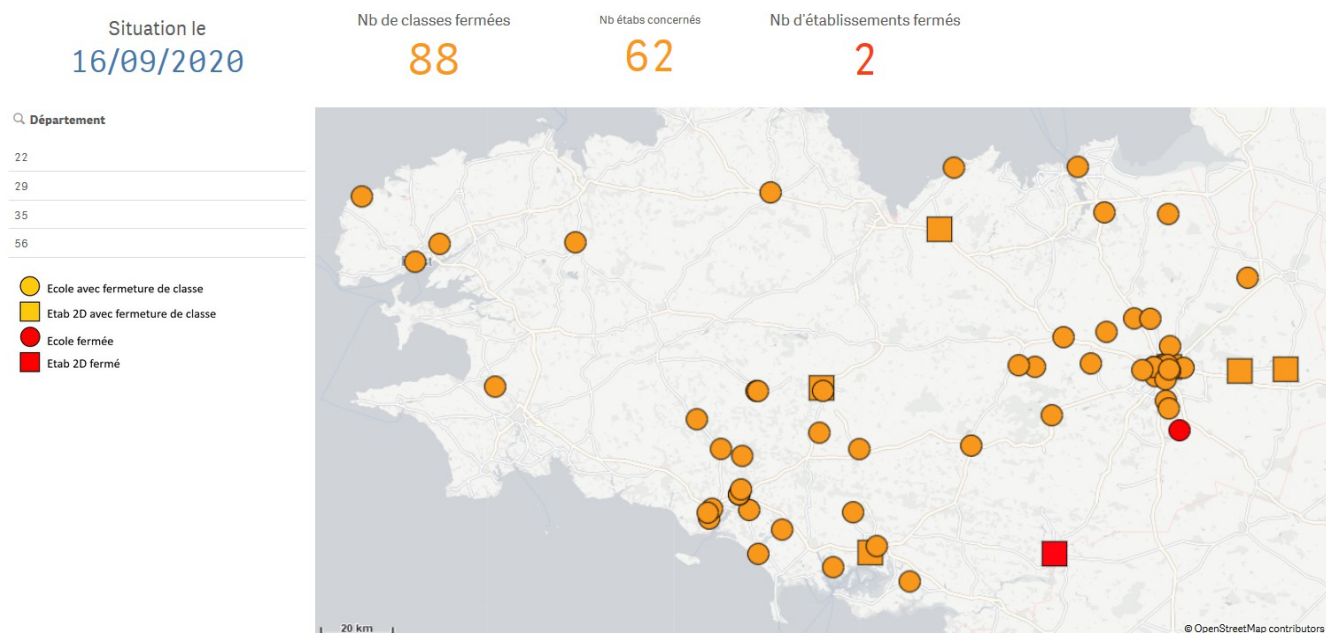 Situation le
16/09/2020
Nb de classes fermées
88
Nb étabs concernés
62
Nb d'établissements fermés
2
Département
22
29
35
56
Ecole avec fermeture de classe
Etab 2D avec fermeture de classe
Ecole fermée
Etab 2D fermé
20 km
© OpenStreetMap contributors